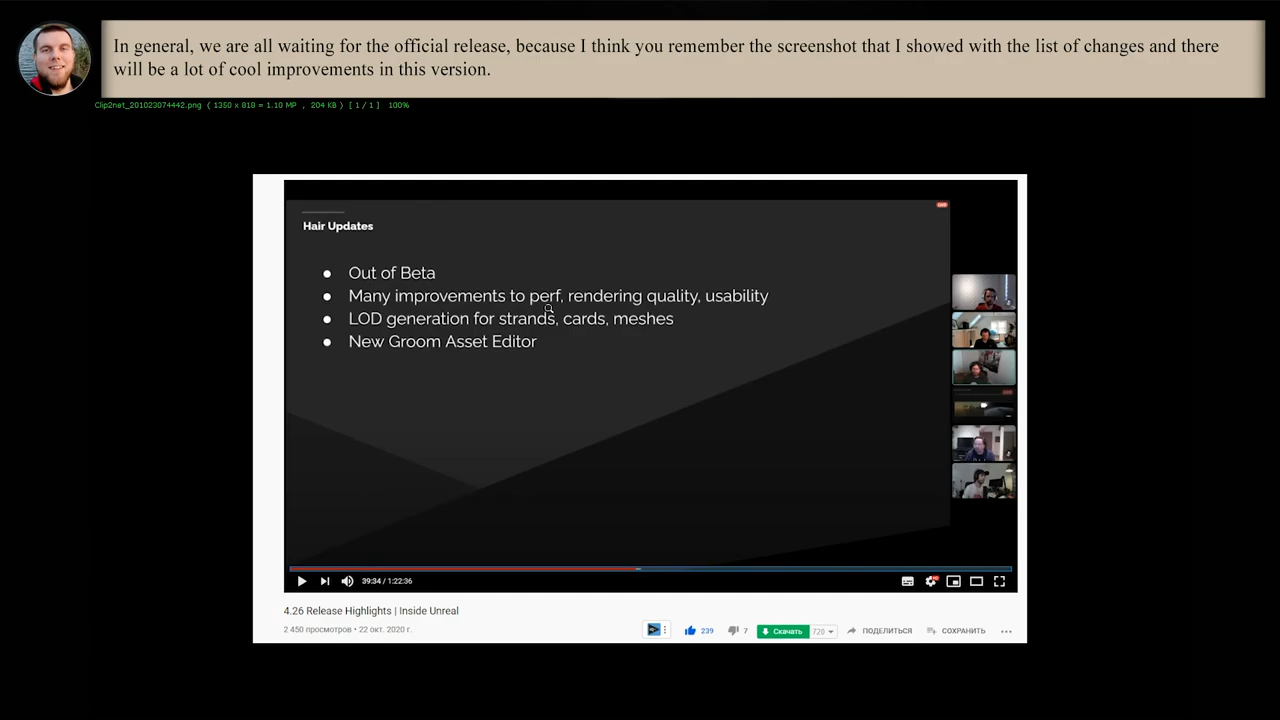 In general, we are all waiting for the official release, because I think you remember the screenshot that I showed with the list of changes and there
will be a lot of cool improvements in this version.
Clip2net_201023074442.png ( 1350 x 818 = 1.10 MP , 204 KB ) [ 1 / 1 ] 100%
Hair Updates
● Out of Beta
● Many improvements to perf, rendering quality, usability
● LOD generation for strands, cards, meshes
● New Groom Asset Editor
39:34 / 1:22:36
4.26 Release Highlights | Inside Unreal
2 450 просмотров • 22 окт. 2020 г.
239 7 Скачать 720 ПОДЕЛИТЬСЯ СОХРАНИТЬ